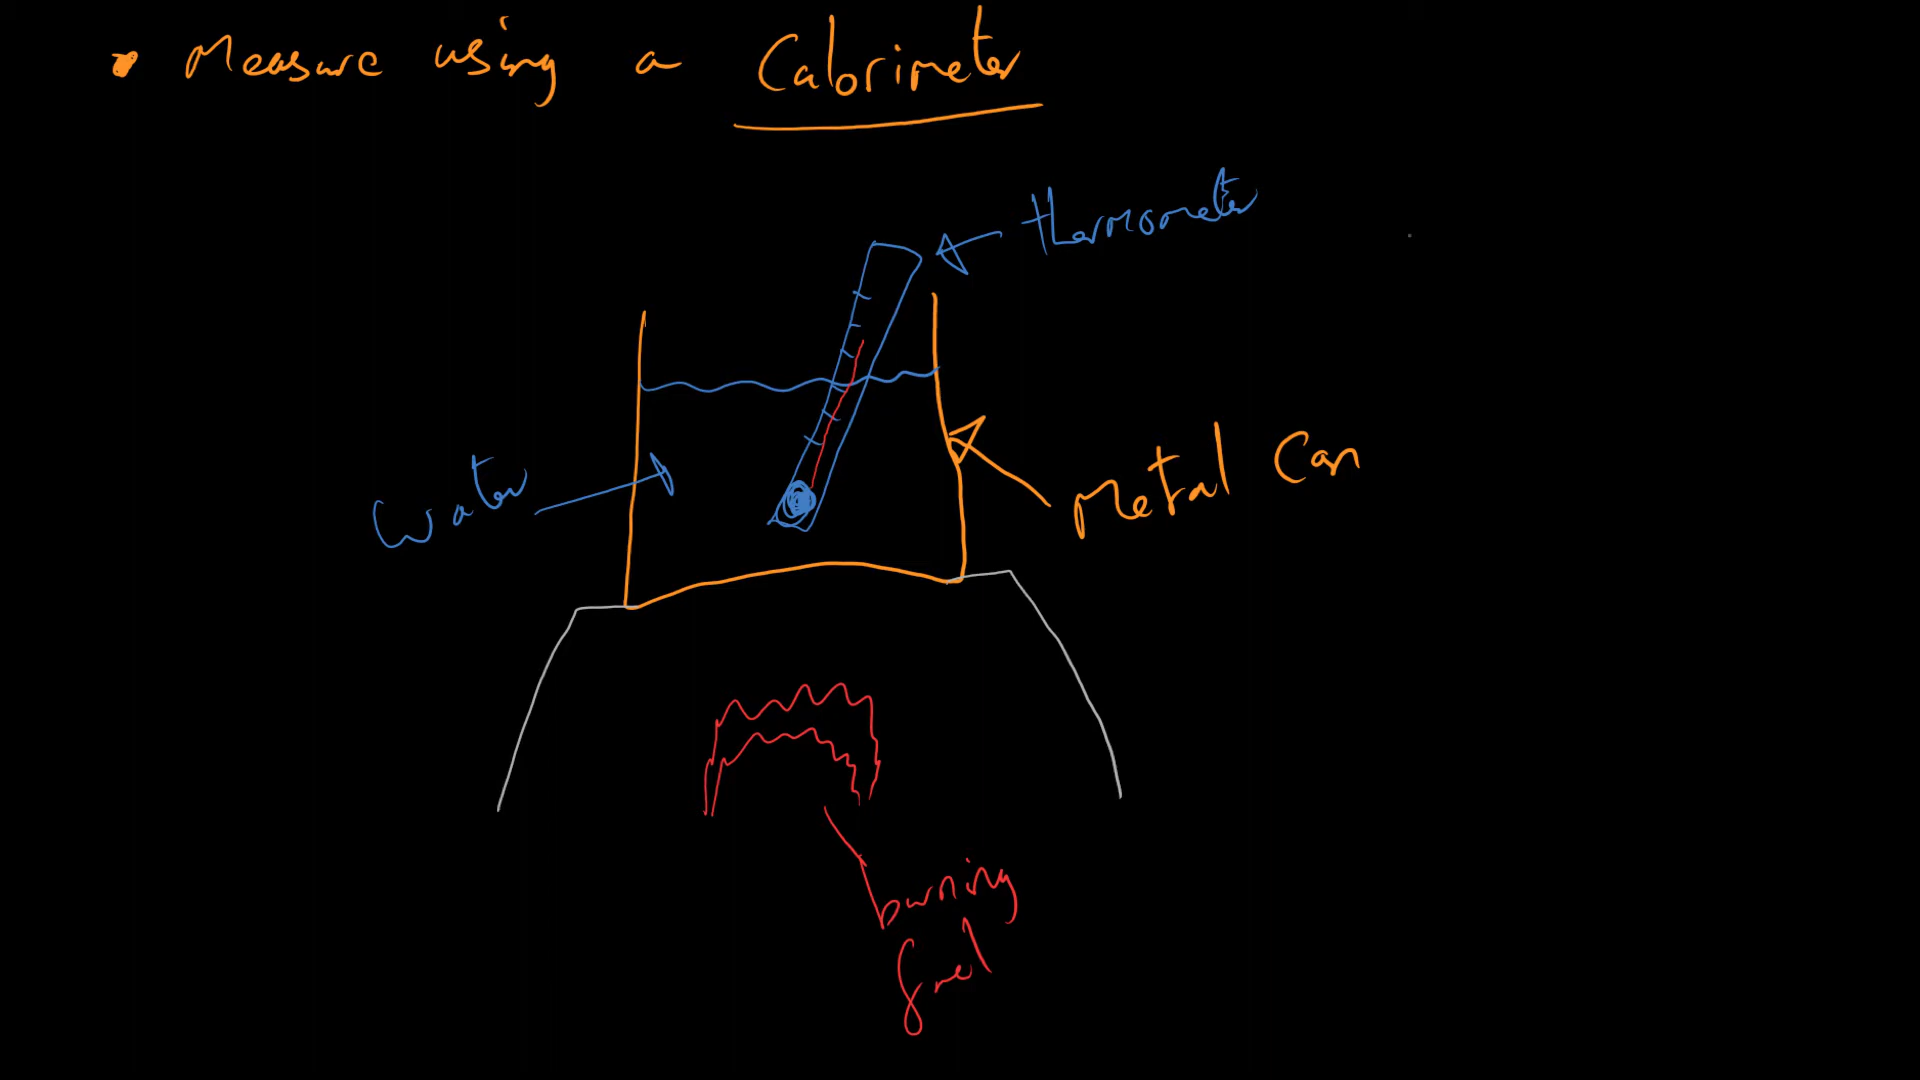 • Measure using a Calorimeter
thermometer
water
Metal Can
burning
fuel